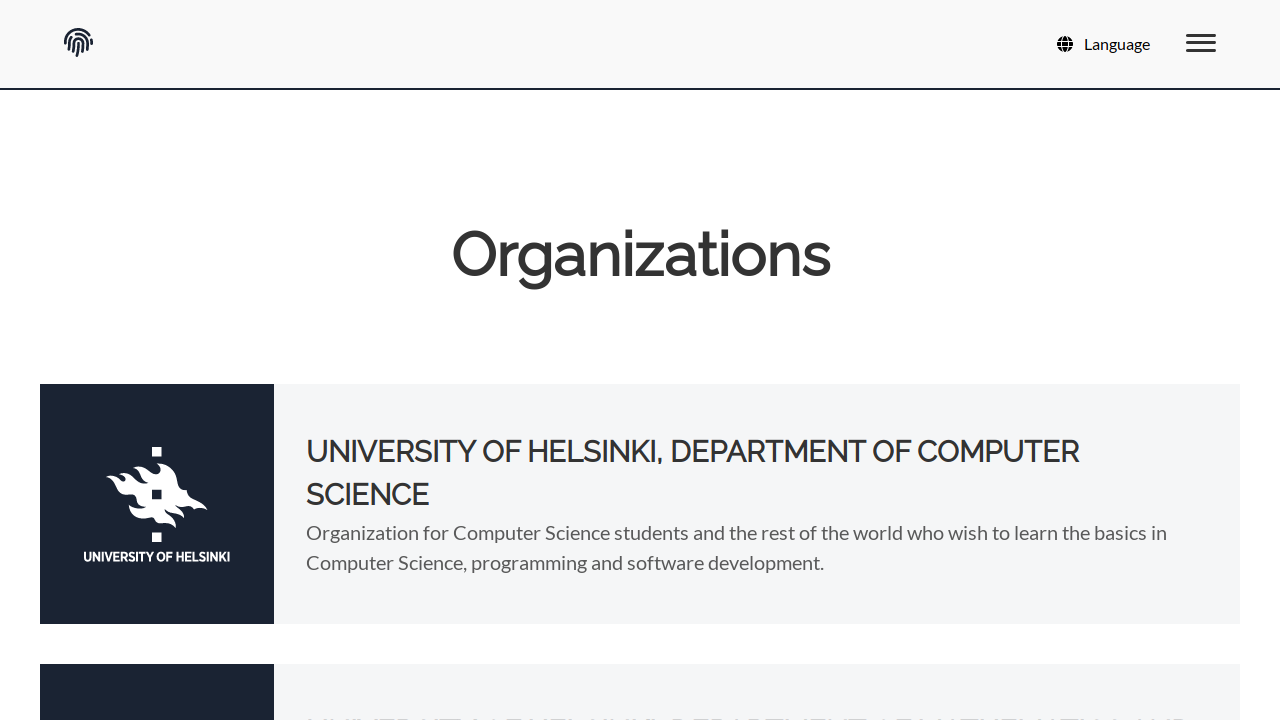 Language
Organizations
UNIVERSITY OF HELSINKI, DEPARTMENT OF COMPUTER
SCIENCE
Organization for Computer Science students and the rest of the world who wish to learn the basics in
Computer Science, programming and software development.
UNIVERSITY OF HELSINKI